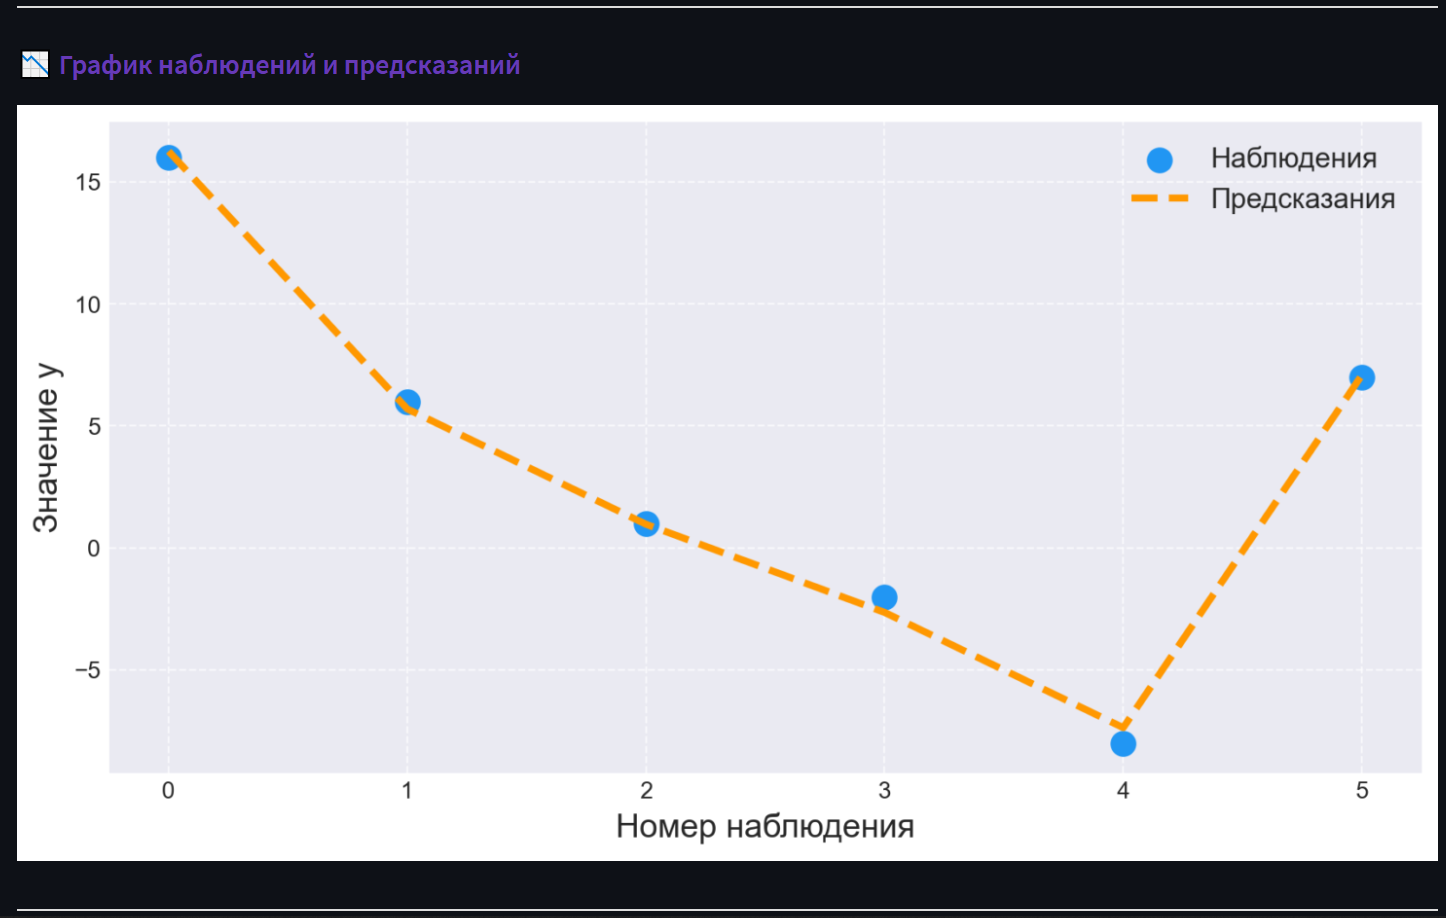 График наблюдений и предсказаний
Наблюдения
Предсказания
15
10
5
0
−5
Значение y
0 1 2 3 4 5
Номер наблюдения